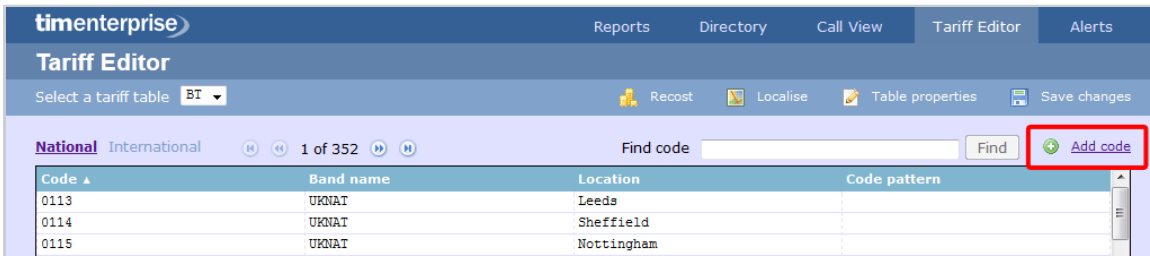 timenterprise Reports Directory Call View Tariff Editor Alerts
Tariff Editor
Select a tariff table BT Recost Localise Table properties Save changes
National International 1 of 352 Find code Find Add code
Code Band name Location Code pattern
0113 UKNAT Leeds
0114 UKNAT Sheffield
0115 UKNAT Nottingham